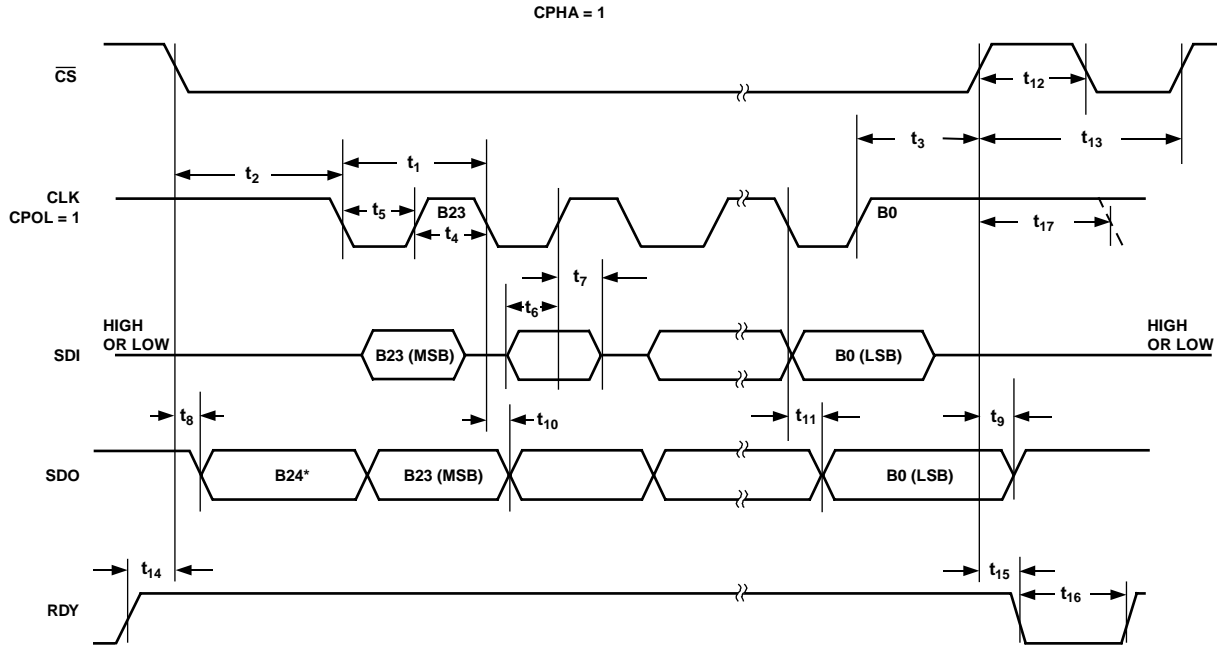 CPHA = 1
CS
t12
t3
t13
t1
t2
CLK
CPOL = 1
t5
B23
t4
B0
t17
t7
t6
HIGH
OR LOW
SDI
B23 (MSB)
B0 (LSB)
HIGH
OR LOW
t8
t10
t11
t9
SDO
B24*
B23 (MSB)
B0 (LSB)
t14
t15
t16
RDY